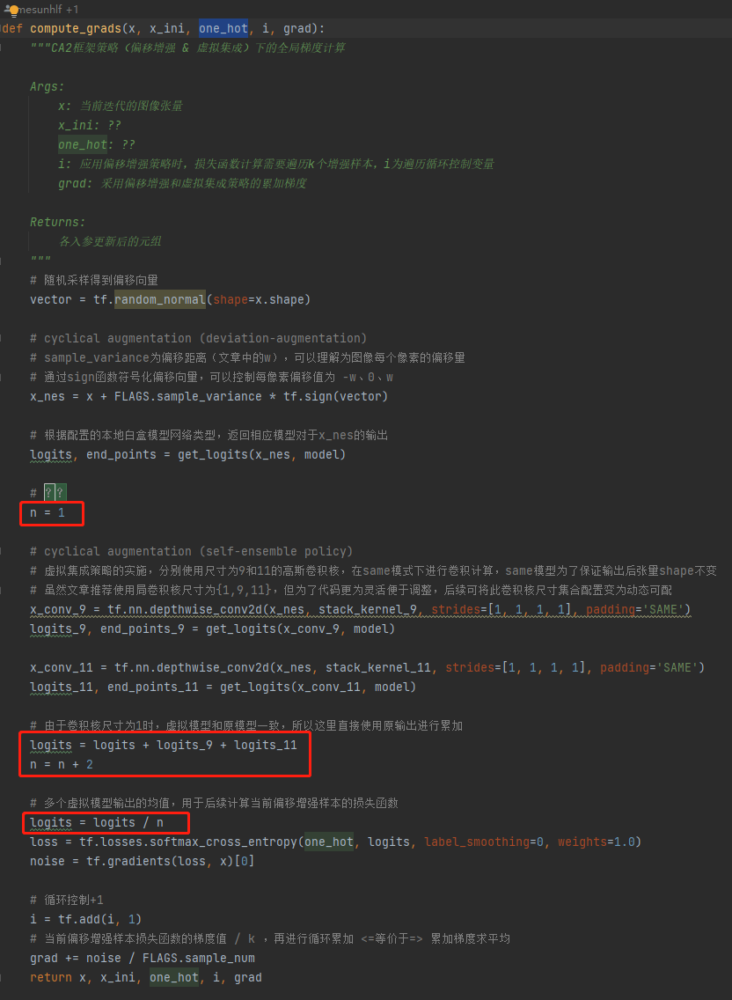 mesunhlf +1
def compute_grads(x, x_ini, one_hot, i, grad):
"""CA2框架策略（偏移增强 & 虚拟集成）下的全局梯度计算
Args:
x: 当前迭代的图像张量
x_ini: ??
one_hot: ??
i: 应用偏移增强策略时，损失函数计算需要遍历k个增强样本，i为遍历循环控制变量
grad: 采用偏移增强和虚拟集成策略的累加梯度
Returns:
各入参更新后的元组
"""
# 随机采样得到偏移向量
vector = tf.random_normal(shape=x.shape)
# cyclical augmentation (deviation-augmentation)
# sample_variance为偏移距离（文章中的w），可以理解为图像每个像素的偏移量
# 通过sign函数符号化偏移向量，可以控制每像素偏移值为 -w、0、w
x_nes = x + FLAGS.sample_variance * tf.sign(vector)
# 根据配置的本地白盒模型网络类型，返回相应模型对于x_nes的输出
logits, end_points = get_logits(x_nes, model)
# ??
n = 1
# cyclical augmentation (self-ensemble policy)
# 虚拟集成策略的实施，分别使用尺寸为9和11的高斯卷积核，在same模式下进行卷积计算，same模型为了保证输出后张量shape不变
# 虽然文章推荐使用局卷积核尺寸为{1,9,11}，但为了代码更为灵活便于调整，后续可将此卷积核尺寸集合配置变为动态可配
x_conv_9 = tf.nn.depthwise_conv2d(x_nes, stack_kernel_9, strides=[1, 1, 1, 1], padding='SAME')
logits_9, end_points_9 = get_logits(x_conv_9, model)
x_conv_11 = tf.nn.depthwise_conv2d(x_nes, stack_kernel_11, strides=[1, 1, 1, 1], padding='SAME')
logits_11, end_points_11 = get_logits(x_conv_11, model)
# 由于卷积核尺寸为1时，虚拟模型和原模型一致，所以这里直接使用原输出进行累加
logits = logits + logits_9 + logits_11
n = n + 2
# 多个虚拟模型输出的均值，用于后续计算当前偏移增强样本的损失函数
logits = logits / n
loss = tf.losses.softmax_cross_entropy(one_hot, logits, label_smoothing=0, weights=1.0)
noise = tf.gradients(loss, x)[0]
# 循环控制+1
i = tf.add(i, 1)
# 当前偏移增强样本损失函数的梯度值 / k ，再进行循环累加 <=等价于=> 累加梯度求平均
grad += noise / FLAGS.sample_num
return x, x_ini, one_hot, i, grad